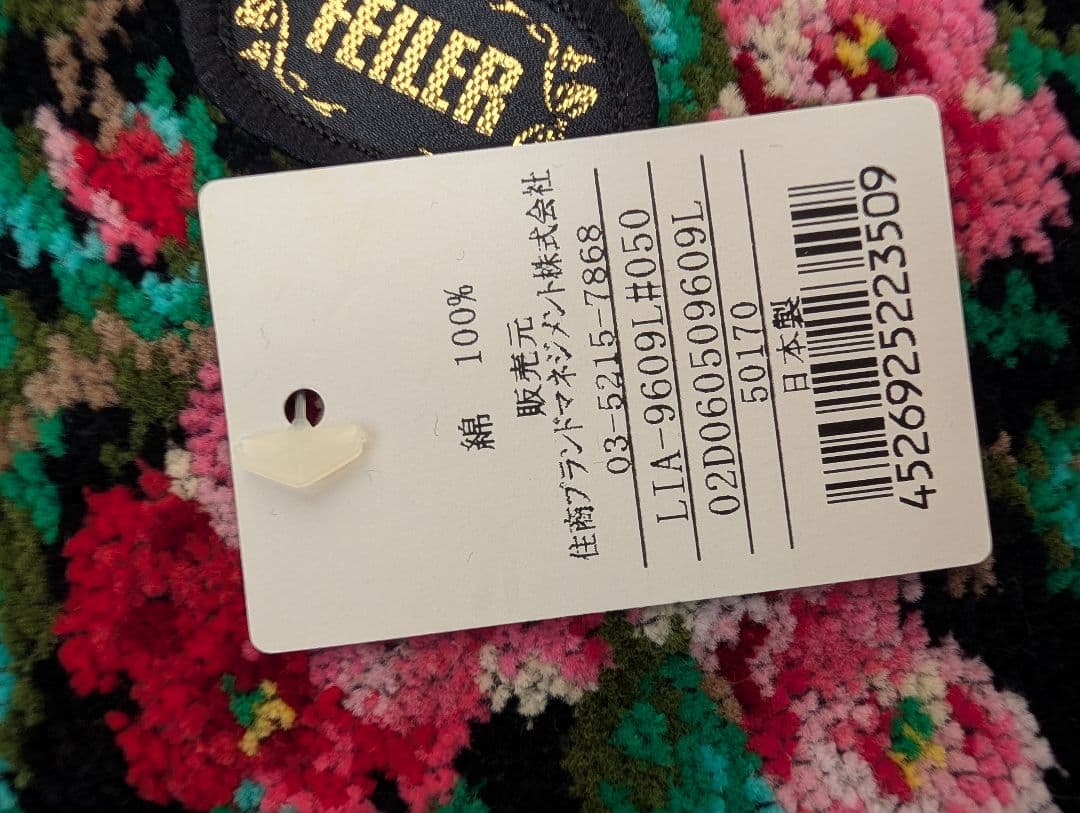 FEILER
綿 100%
販売元
住商ブランドマネジメント株式会社
03-5215-7868
LIA-9609L#050
02D060509609L
50170
日本製
4526925223509